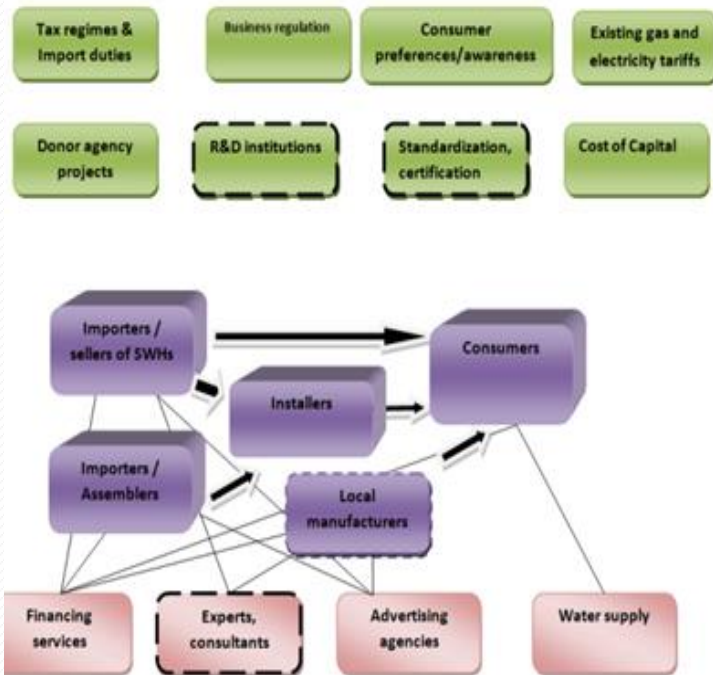 Tax regimes &
Import duties
Business regulation
Consumer
preferences/awareness
Existing gas and
electricity tariffs
Donor agency
projects
R&D institutions
Standardization,
certification
Cost of Capital
Importers /
sellers of SWHs
Consumers
Installers
Importers /
Assemblers
Local
manufacturers
Financing
services
Experts,
consultants
Advertising
agencies
Water supply